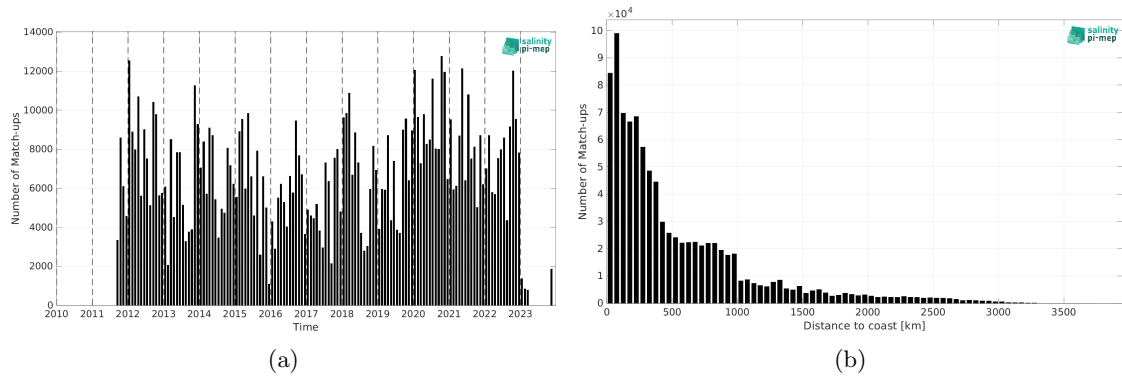 14000
12000
10000
8000
6000
4000
2000
0
Number of Match-ups
2010 2011 2012 2013 2014 2015 2016 2017 2018 2019 2020 2021 2022 2023
Time
salinity
pi-mep
(a)
×10⁴
10
9
8
7
6
5
4
3
2
1
0
Number of Match-ups
0 500 1000 1500 2000 2500 3000 3500
Distance to coast [km]
salinity
pi-mep
(b)